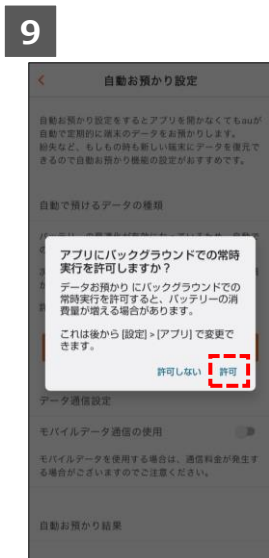 9
自動お預かり設定
自動お預かり設定をするとアプリを開かなくてもauが
自動で定期的に端末のデータをお預かりします。
紛失など、もしもの時も新しい端末にデータを復元で
きるので自動お預かり機能の設定がおすすめです。
自動で預けるデータの種類
アプリにバックグラウンドでの常時
実行を許可しますか？
データお預かり にバックグラウンドでの
常時実行を許可すると、バッテリーの消
費量が増える場合があります。
これは後から [設定] > [アプリ] で変更で
きます。
許可しない 許可
データ通信設定
モバイルデータ通信の使用
モバイルデータを使用する場合は、通信料金が発生す
る場合がございますのでご注意ください。
自動お預かり結果